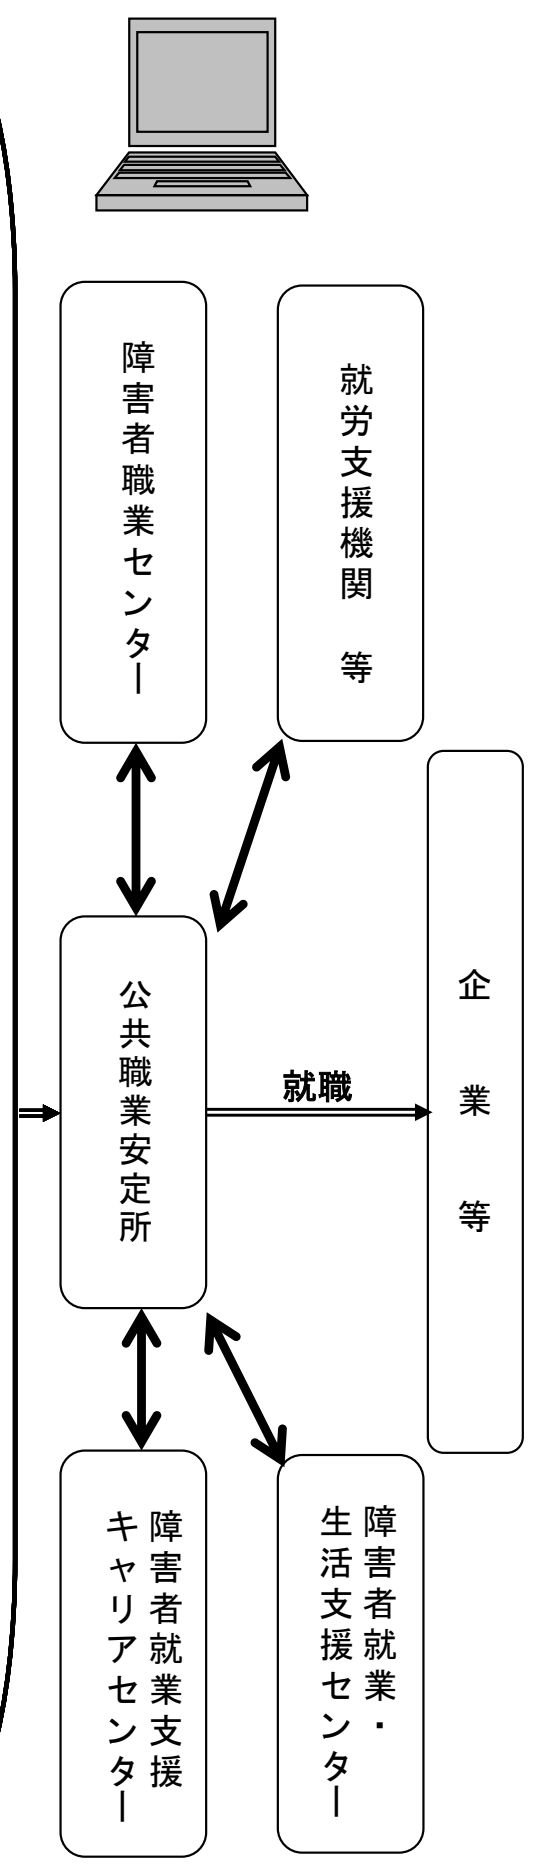 障害者職業センター
就労支援機関　等
公共職業安定所
就職
企業等
障害者就業支援
キャリアセンター
障害者就業・
生活支援センター